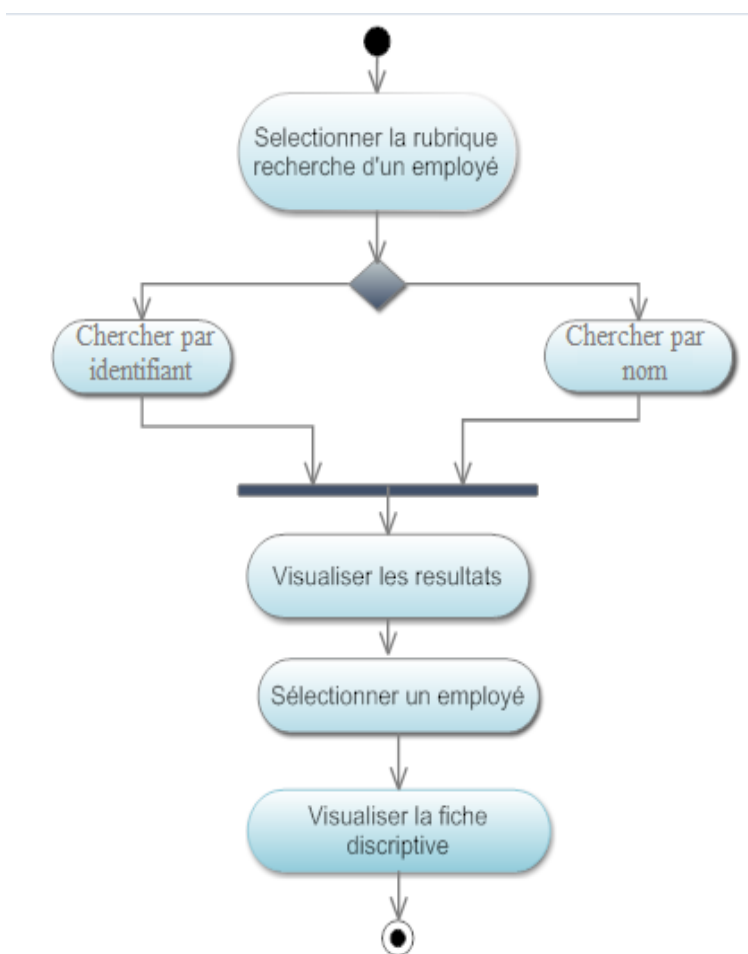 Selectionner la rubrique
recherche d'un employé
Chercher par
identifiant
Chercher par
nom
Visualiser les resultats
Sélectionner un employé
Visualiser la fiche
discriptive